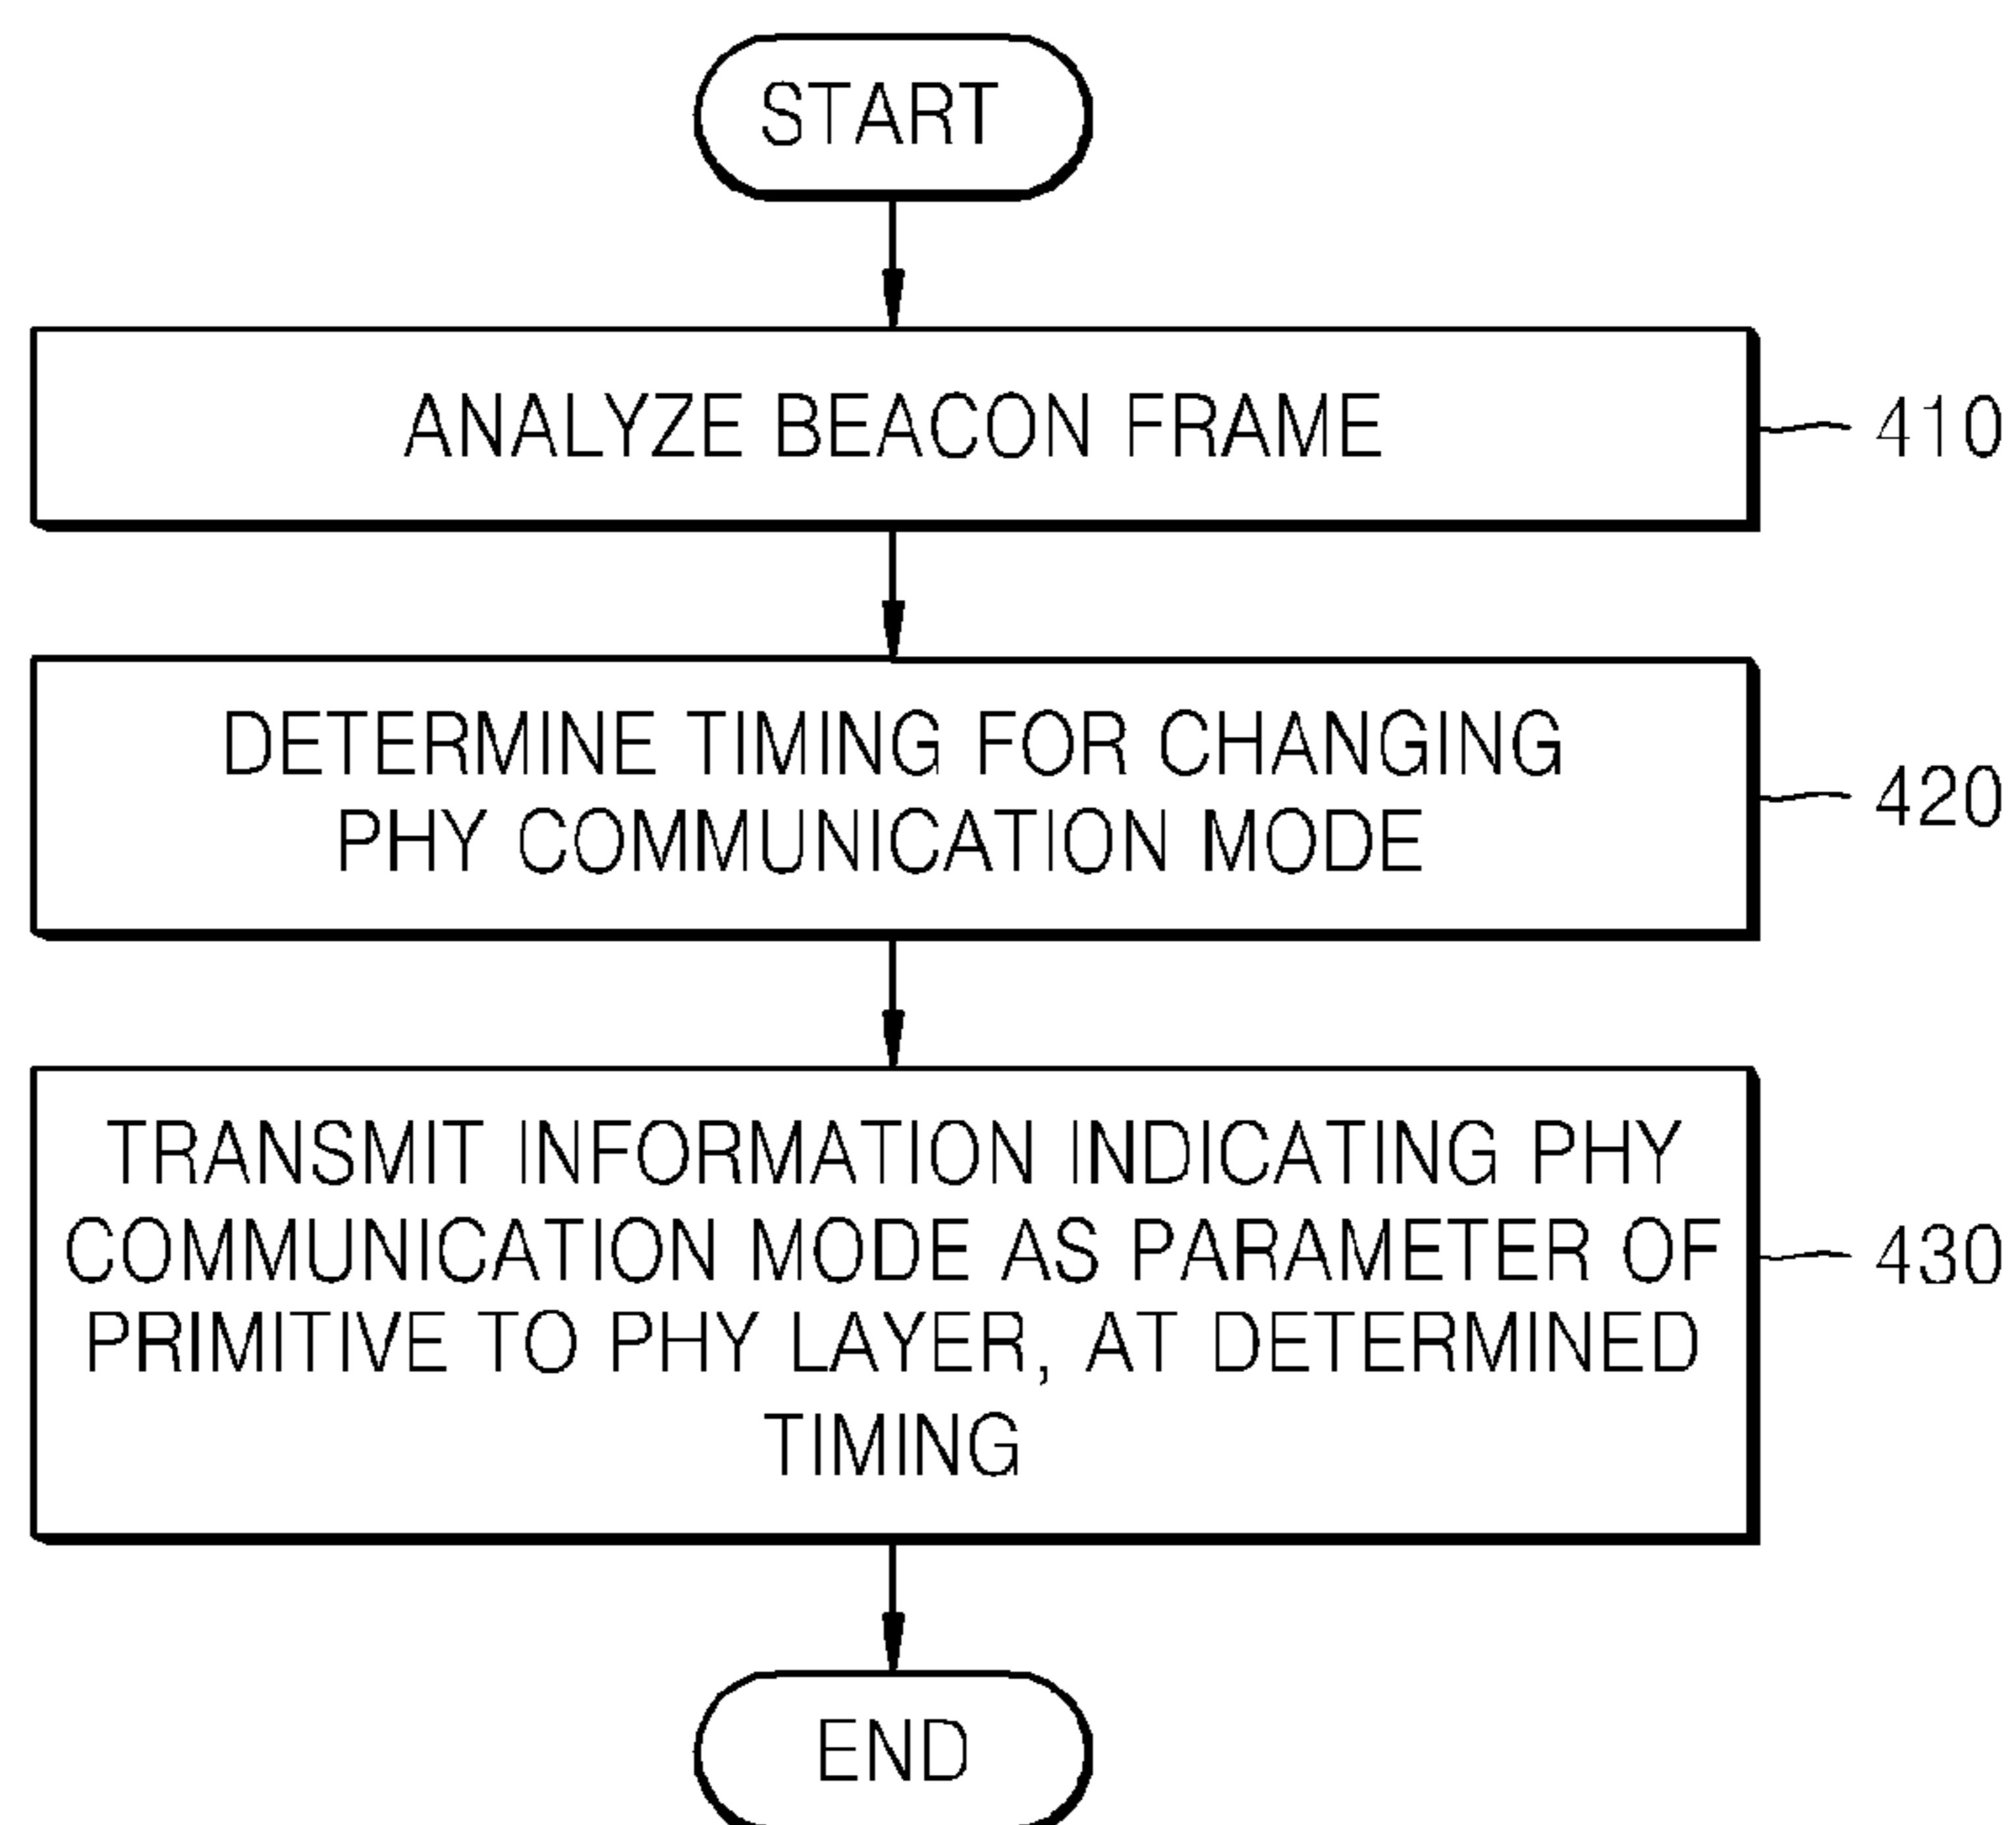 START
ANALYZE BEACON FRAME
410
DETERMINE TIMING FOR CHANGING
PHY COMMUNICATION MODE
420
TRANSMIT INFORMATION INDICATING PHY
COMMUNICATION MODE AS PARAMETER OF
PRIMITIVE TO PHY LAYER, AT DETERMINED
TIMING
430
END